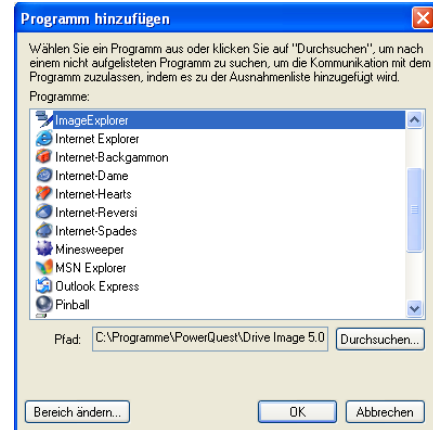 Programm hinzufügen
Wählen Sie ein Programm aus oder klicken Sie auf "Durchsuchen", um nach
einem nicht aufgelisteten Programm zu suchen, um die Kommunikation mit dem
Programm zuzulassen, indem es zu der Ausnahmenliste hinzugefügt wird.
Programme:
ImageExplorer
Internet Explorer
Internet-Backgammon
Internet-Dame
Internet-Hearts
Internet-Reversi
Internet-Spades
Minesweeper
MSN Explorer
Outlook Express
Pinball
Pfad: C:\Programme\PowerQuest\Drive Image 5.0 Durchsuchen...
Bereich ändern... OK Abbrechen